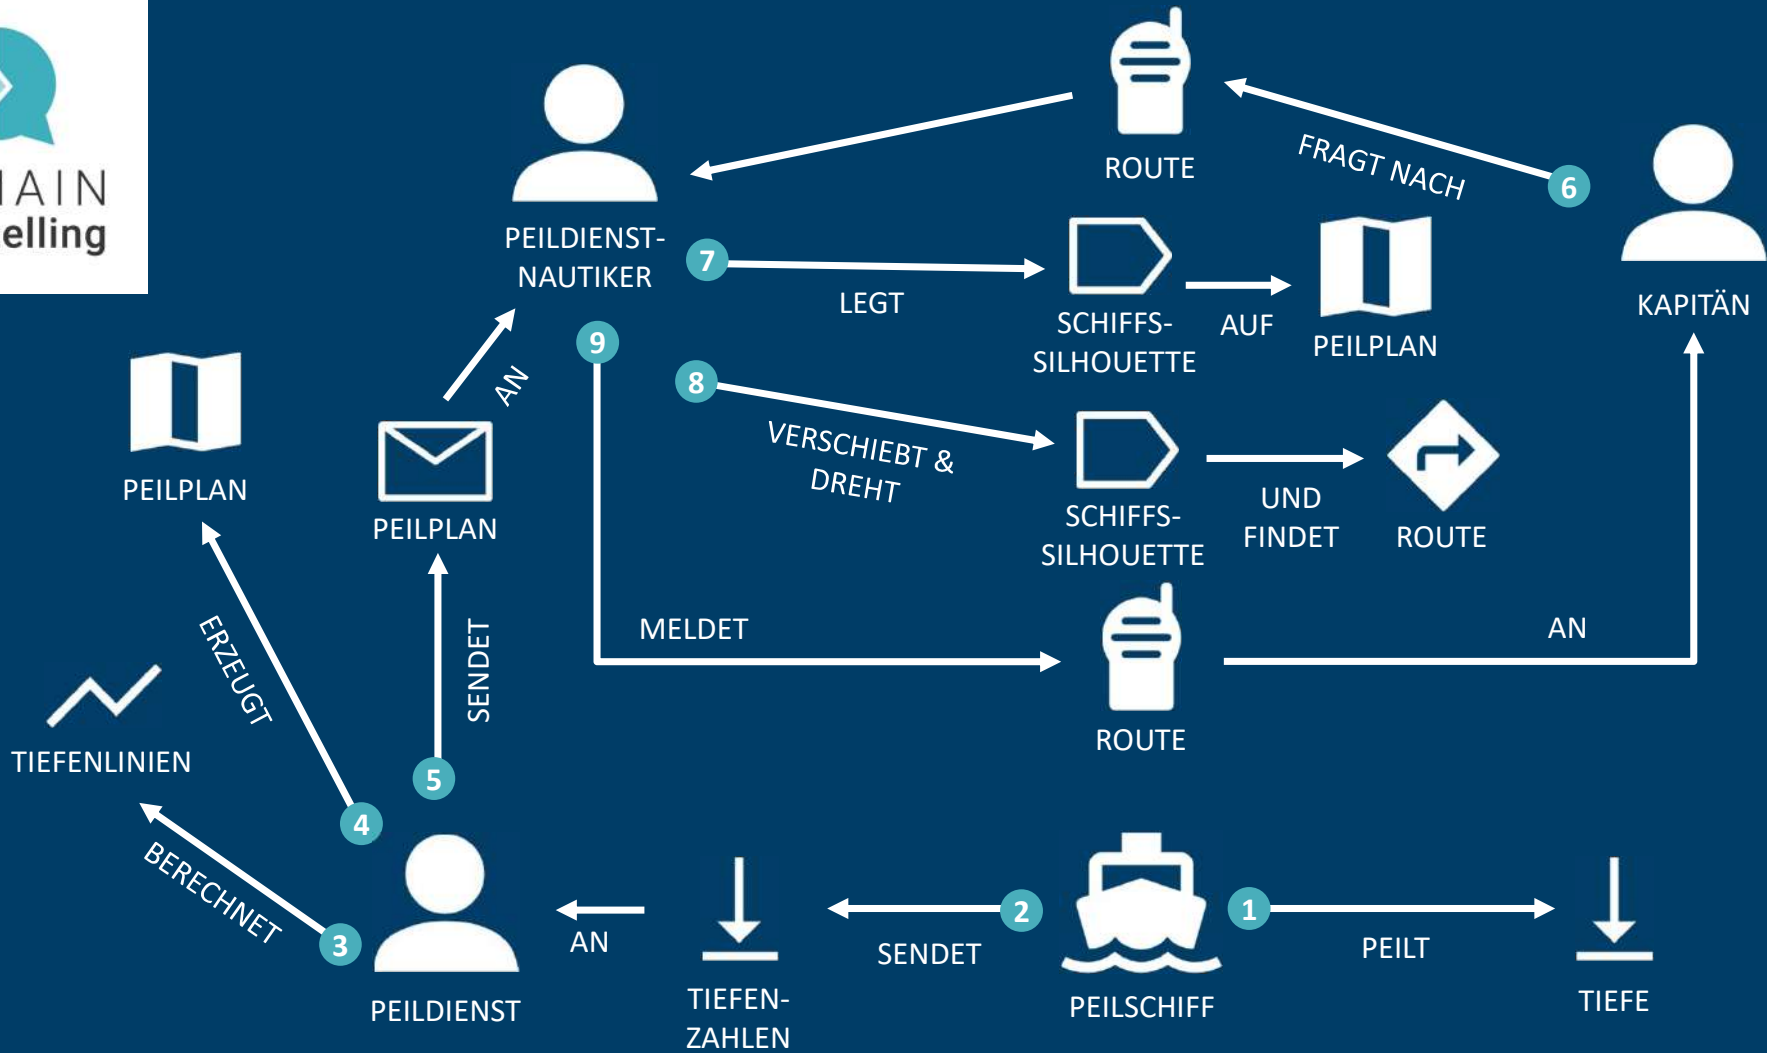 AIN
elling
ROUTE
FRAGT NACH
6
PEILDIENST-
NAUTIKER
7
LEGT
SCHIFFS-
SILHOUETTE
AUF
PEILPLAN
KAPITÄN
9
8
VERSCHIEBT &
DREHT
SCHIFFS-
SILHOUETTE
UND
FINDET
ROUTE
AN
PEILPLAN
PEILPLAN
ERZEUGT
SENDET
MELDET
ROUTE
AN
TIEFENLINIEN
5
4
BERECHNET
3
PEILDIENST
AN
TIEFEN-
ZAHLEN
SENDET
2
PEILSCHIFF
1
PEILT
TIEFE